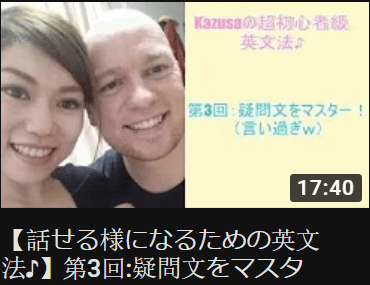 Kazusaの超初心者級
英文法♪
第3回：疑問文をマスター！
（言い過ぎｗ）
17:40
【話せる様になるための英文
法♪】第3回:疑問文をマスタ